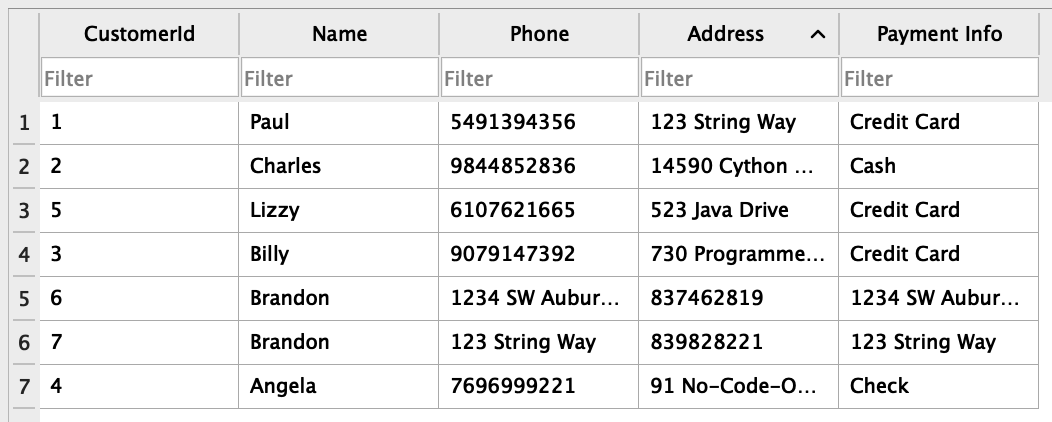 CustomerId Name Phone Address Payment Info
Filter Filter Filter Filter Filter
1 1 Paul 5491394356 123 String Way Credit Card
2 2 Charles 9844852836 14590 Cython ... Cash
3 5 Lizzy 6107621665 523 Java Drive Credit Card
4 3 Billy 9079147392 730 Programme... Credit Card
5 6 Brandon 1234 SW Aubur... 837462819 1234 SW Aubur...
6 7 Brandon 123 String Way 839828221 123 String Way
7 4 Angela 7696999221 91 No-Code-O... Check